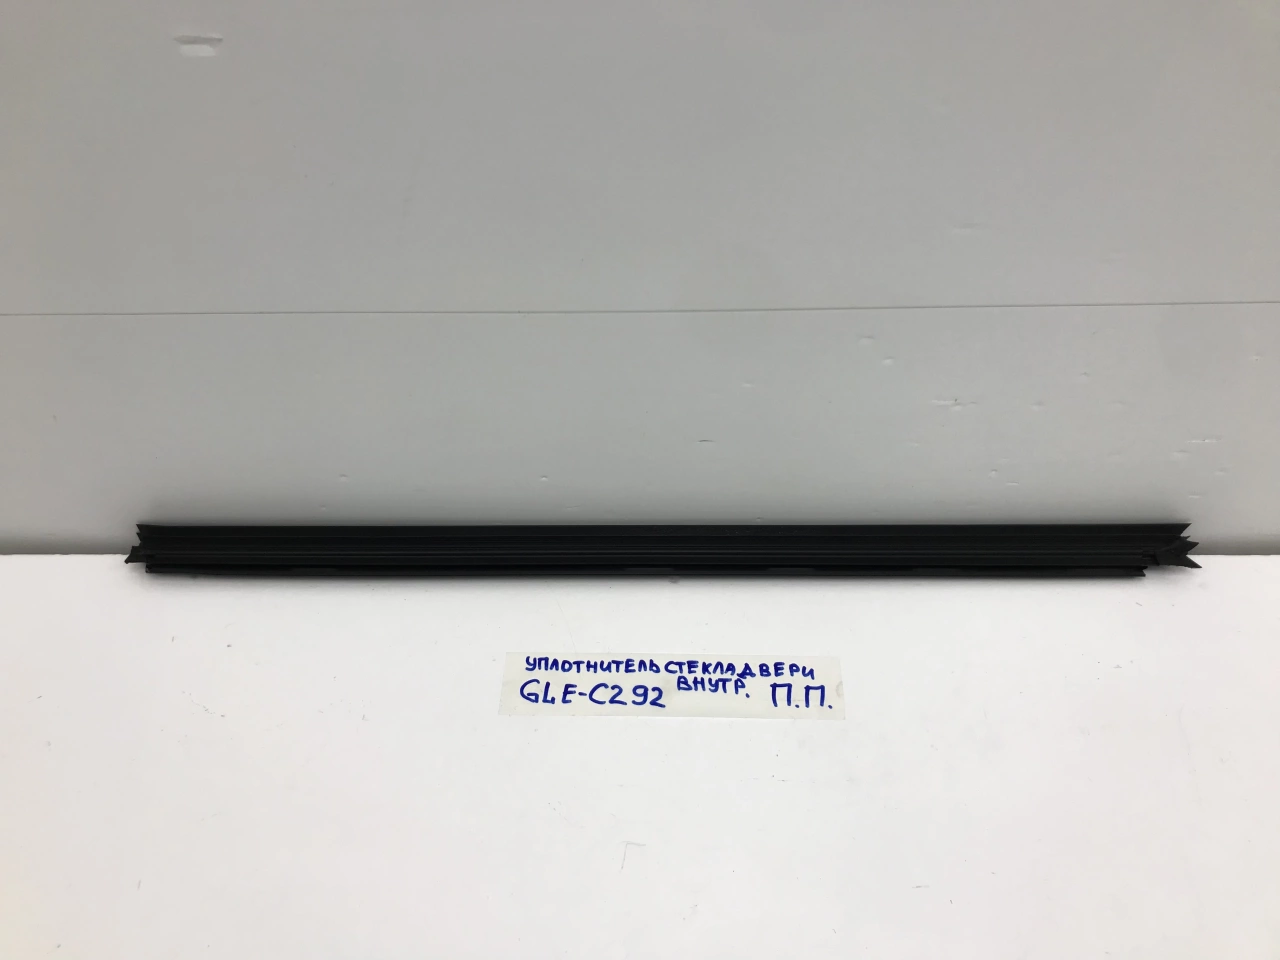 УПЛОТНИТЕЛЬ СТЕКЛА ДВЕРИ
GLE-C292 ВНУТР. П.П.